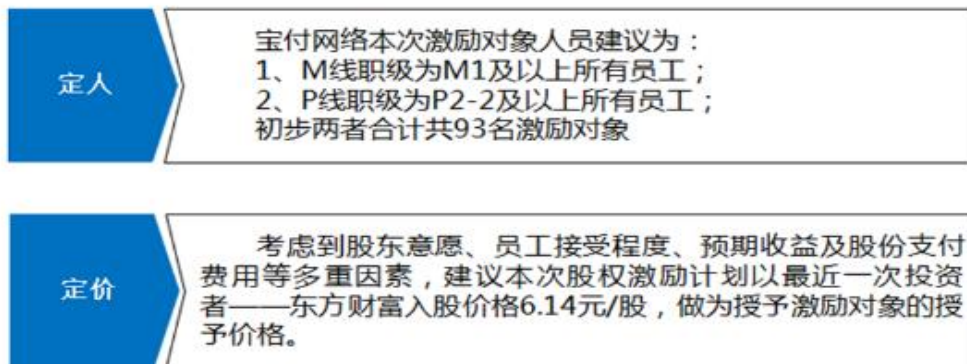 定人
宝付网络本次激励对象人员建议为：
1、M线职级为M1及以上所有员工；
2、P线职级为P2-2及以上所有员工；
初步两者合计共93名激励对象
定价
考虑到股东意愿、员工接受程度、预期收益及股份支付
费用等多重因素，建议本次股权激励计划以最近一次投资
者——东方财富入股价格6.14元/股，做为授予激励对象的授
予价格。